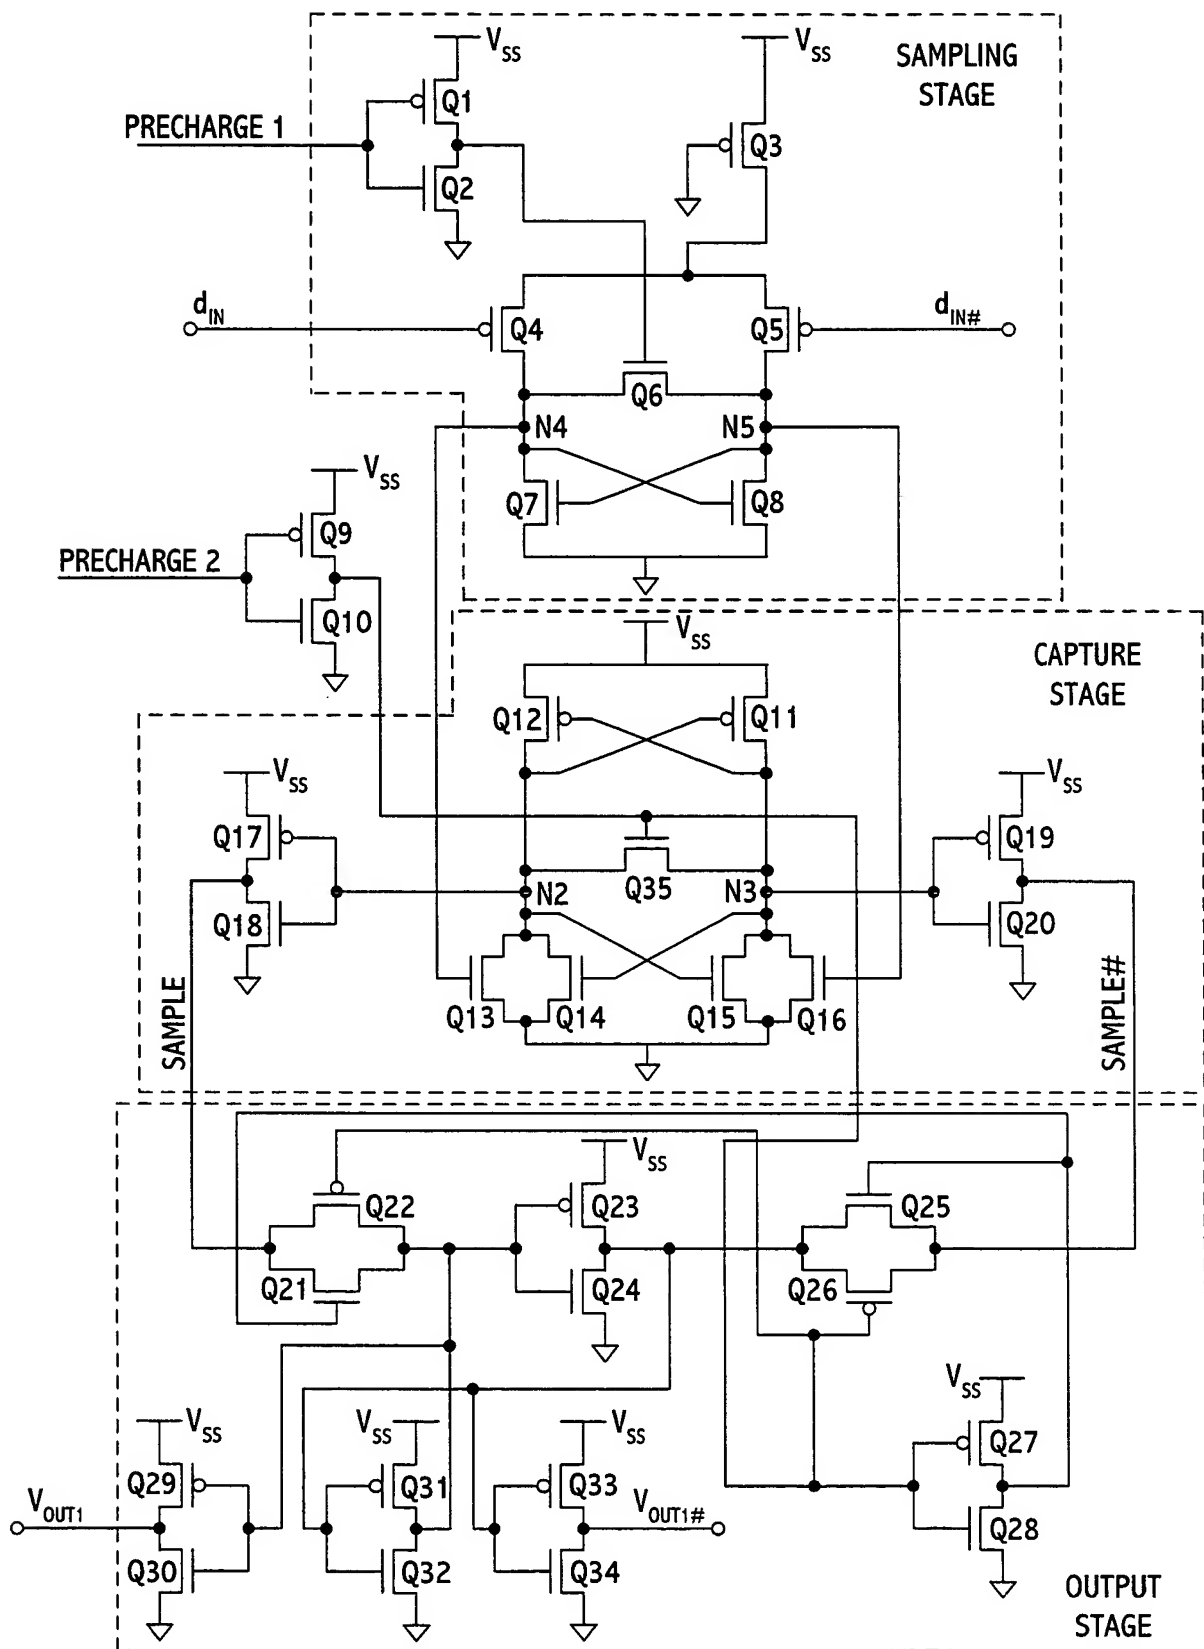 V_SS
V_SS
SAMPLING
STAGE
Q1
PRECHARGE 1
Q3
Q2
d_IN
Q4
Q5
d_IN#
Q6
N4
N5
V_SS
Q7
Q8
Q9
PRECHARGE 2
Q10
V_SS
CAPTURE
STAGE
Q12
Q11
V_SS
V_SS
Q17
Q19
Q35
N2
N3
Q18
Q20
SAMPLE
SAMPLE#
Q13
Q14
Q15
Q16
V_SS
Q22
Q23
Q25
Q21
Q24
Q26
V_SS
V_SS
V_SS
V_SS
Q27
Q29
Q31
Q33
V_OUT1
V_OUT1#
Q28
Q30
Q32
Q34
OUTPUT
STAGE